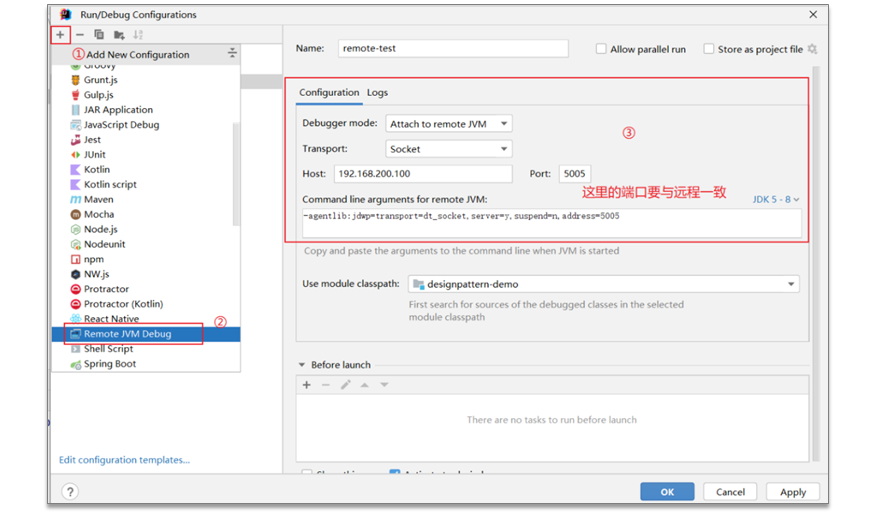 Run/Debug Configurations
① Add New Configuration
Groovy
Grunt.js
Gulp.js
JAR Application
JavaScript Debug
Jest
JUnit
Kotlin
Kotlin script
Maven
Mocha
Node.js
Nodeunit
npm
NW.js
Protractor
Protractor (Kotlin)
React Native
②
Remote JVM Debug
Shell Script
Spring Boot
Edit configuration templates...
Name: remote-test Allow parallel run Store as project file
Configuration Logs
Debugger mode: Attach to remote JVM
③
Transport: Socket
Host: 192.168.200.100 Port: 5005
这里的端口要与远程一致
Command line arguments for remote JVM: JDK 5 - 8
-agentlib:jdwp=transport=dt_socket,server=y,suspend=n,address=5005
Copy and paste the arguments to the command line when JVM is started
Use module classpath: designpattern-demo
First search for sources of the debugged classes in the selected
module classpath
Before launch
There are no tasks to run before launch
? OK Cancel Apply